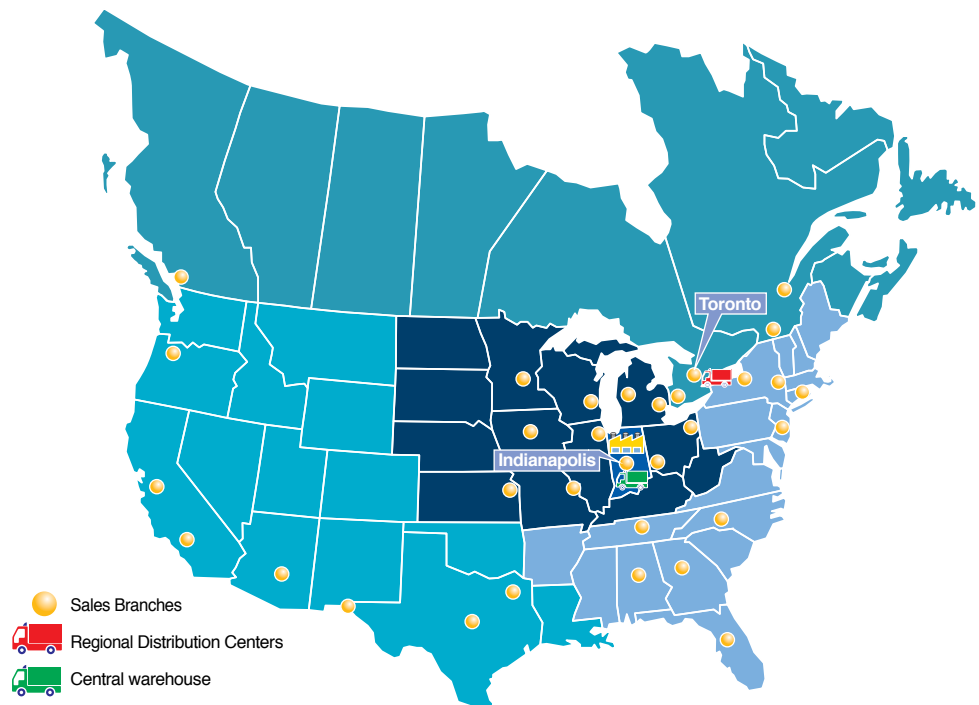 Toronto
Indianapolis
Sales Branches
Regional Distribution Centers
Central warehouse